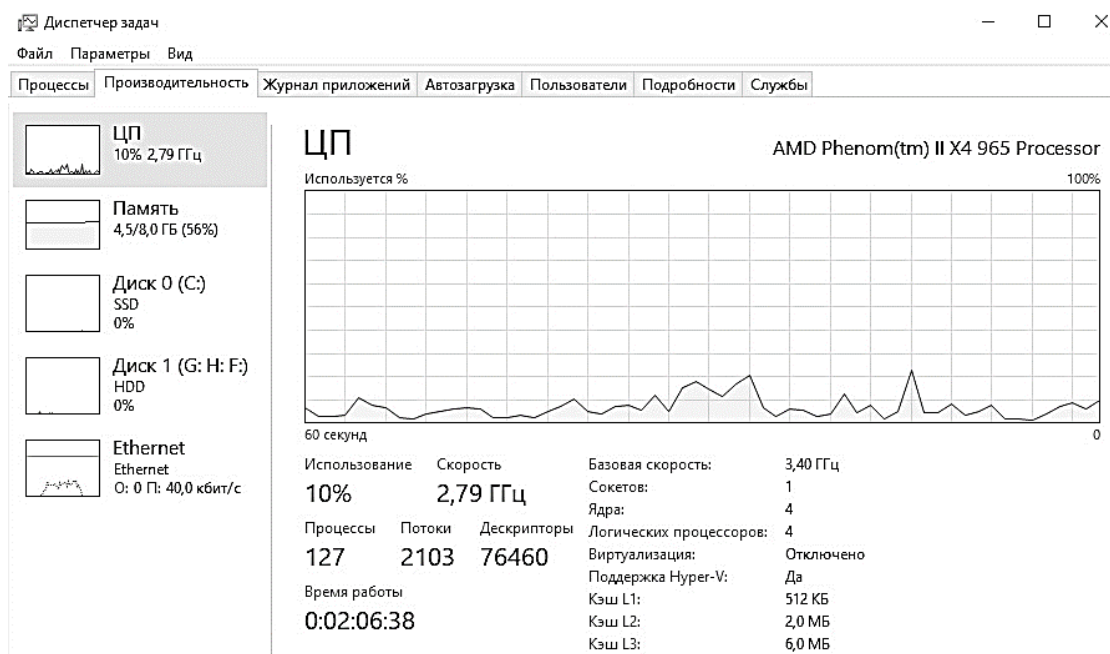 Диспетчер задач
Файл Параметры Вид
Процессы Производительность Журнал приложений Автозагрузка Пользователи Подробности Службы
ЦП
10% 2,79 ГГц
Память
4,5/8,0 ГБ (56%)
Диск 0 (C:)
SSD
0%
Диск 1 (G: H: F:)
HDD
0%
Ethernet
Ethernet
О: 0 П: 40,0 кбит/с
ЦП AMD Phenom(tm) II X4 965 Processor
Используется % 100%
60 секунд 0
Использование Скорость
10% 2,79 ГГц
Процессы Потоки Дескрипторы
127 2103 76460
Время работы
0:02:06:38
Базовая скорость: 3,40 ГГц
Сокетов: 1
Ядра: 4
Логических процессоров: 4
Виртуализация: Отключено
Поддержка Hyper-V: Да
Кэш L1: 512 КБ
Кэш L2: 2,0 МБ
Кэш L3: 6,0 МБ